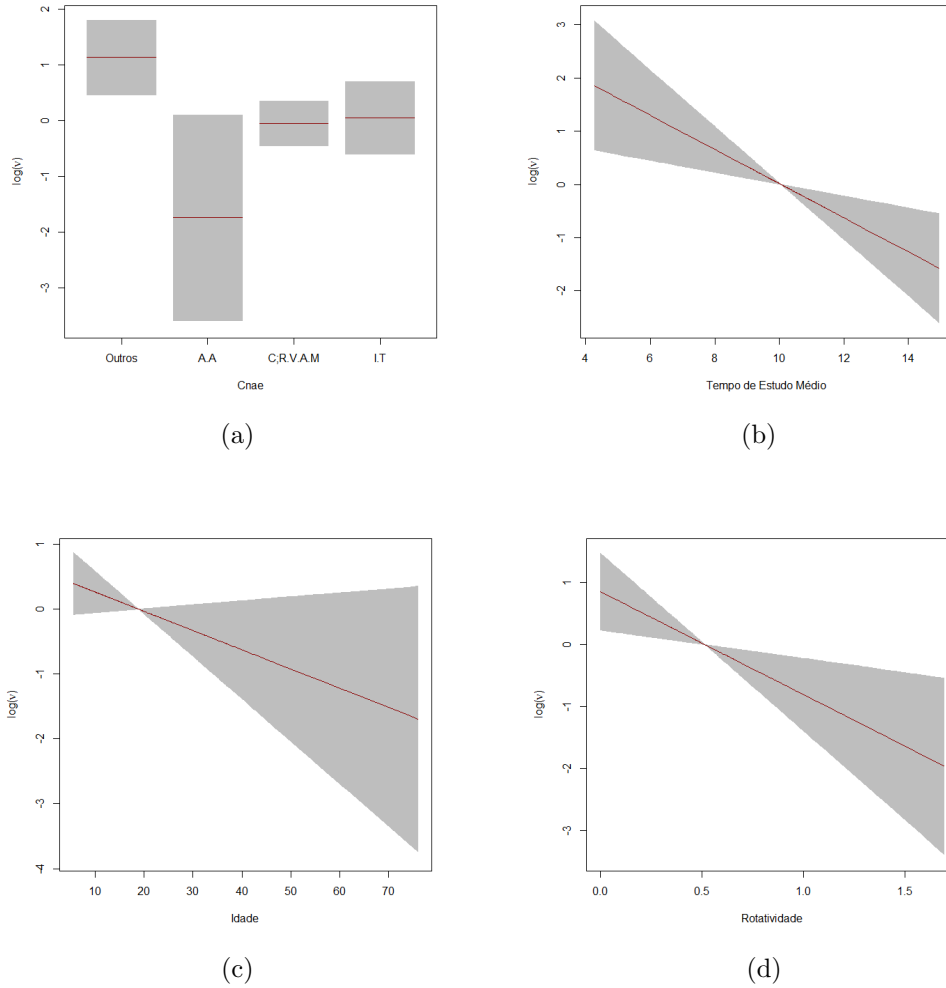 2
1
0
-1
-2
-3
log(ν)
Outros A.A C;R.V.A.M I.T
Cnae
(a)
3
2
1
0
-1
-2
log(ν)
4 6 8 10 12 14
Tempo de Estudo Médio
(b)
1
0
-1
-2
-3
-4
log(ν)
10 20 30 40 50 60 70
Idade
(c)
1
0
-1
-2
-3
log(ν)
0.0 0.5 1.0 1.5
Rotatividade
(d)